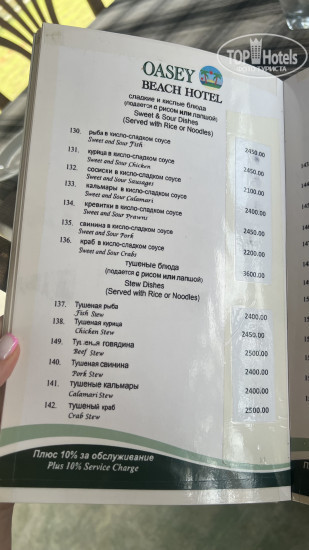 TOPHotels
OASEY
BEACH HOTEL
сладкие и кислые блюда
(подается с рисом или лапшой)
Sweet & Sour Dishes
(Served with Rice or Noodles)
130. рыба в кисло-сладком соусе 2450.00
Sweet and Sour Fish
131. курица в кисло-сладком соусе 2450.00
Sweet and Sour Chicken
132. сосиски в кисло-сладком соусе 2100.00
Sweet and Sour Sausages
133. кальмары в кисло-сладком соусе 2400.00
Sweet and Sour Calamari
134. креветки в кисло-сладком соусе 2450.00
Sweet and Sour Prawns
135. свинина в кисло-сладком соусе 2200.00
Sweet and Sour Pork
136. краб в кисло-сладком соусе 3600.00
Sweet and Sour Crabs
тушеные блюда
(подается с рисом или лапшой)
Stew Dishes
(Served with Rice or Noodles)
137. Тушеная рыба 2400.00
Fish Stew
138. Тушеная курица 2450.00
Chicken Stew
149. говядина 2500.00
Beef Stew
140. Тушеная свинина 2400.00
Pork Stew
141. тушеные кальмары 2400.00
Calamari Stew
142. тушеный краб 2500.00
Crab Stew
Плюс 10% за обслуживание
Plus 10% Service Charge